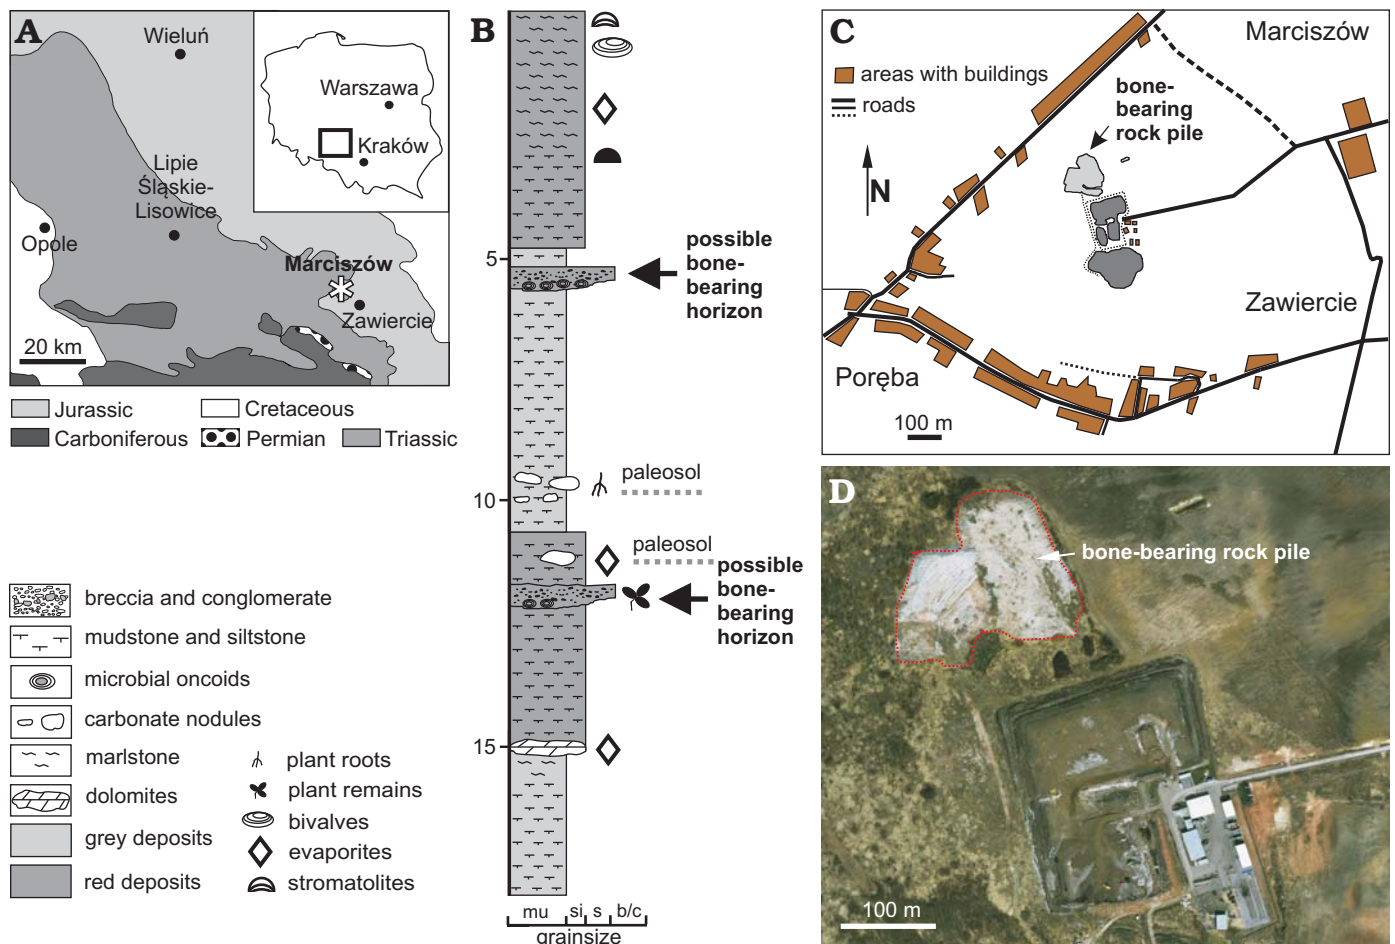 A
Wieluń
Warszawa
Kraków
Lipie
Śląskie-
Lisowice
Opole
Marciszów
Zawiercie
20 km
Jurassic
Cretaceous
Carboniferous
Permian
Triassic
breccia and conglomerate
mudstone and siltstone
microbial oncoids
carbonate nodules
marlstone
dolomites
grey deposits
red deposits
plant roots
plant remains
bivalves
evaporites
stromatolites
B
5
possible
bone-
bearing
horizon
paleosol
10
paleosol
possible
bone-
bearing
horizon
15
mu si s b/c
grainsize
C
Marciszów
areas with buildings
roads
bone-
bearing
rock pile
N
Zawiercie
Poręba
100 m
D
bone-bearing rock pile
100 m